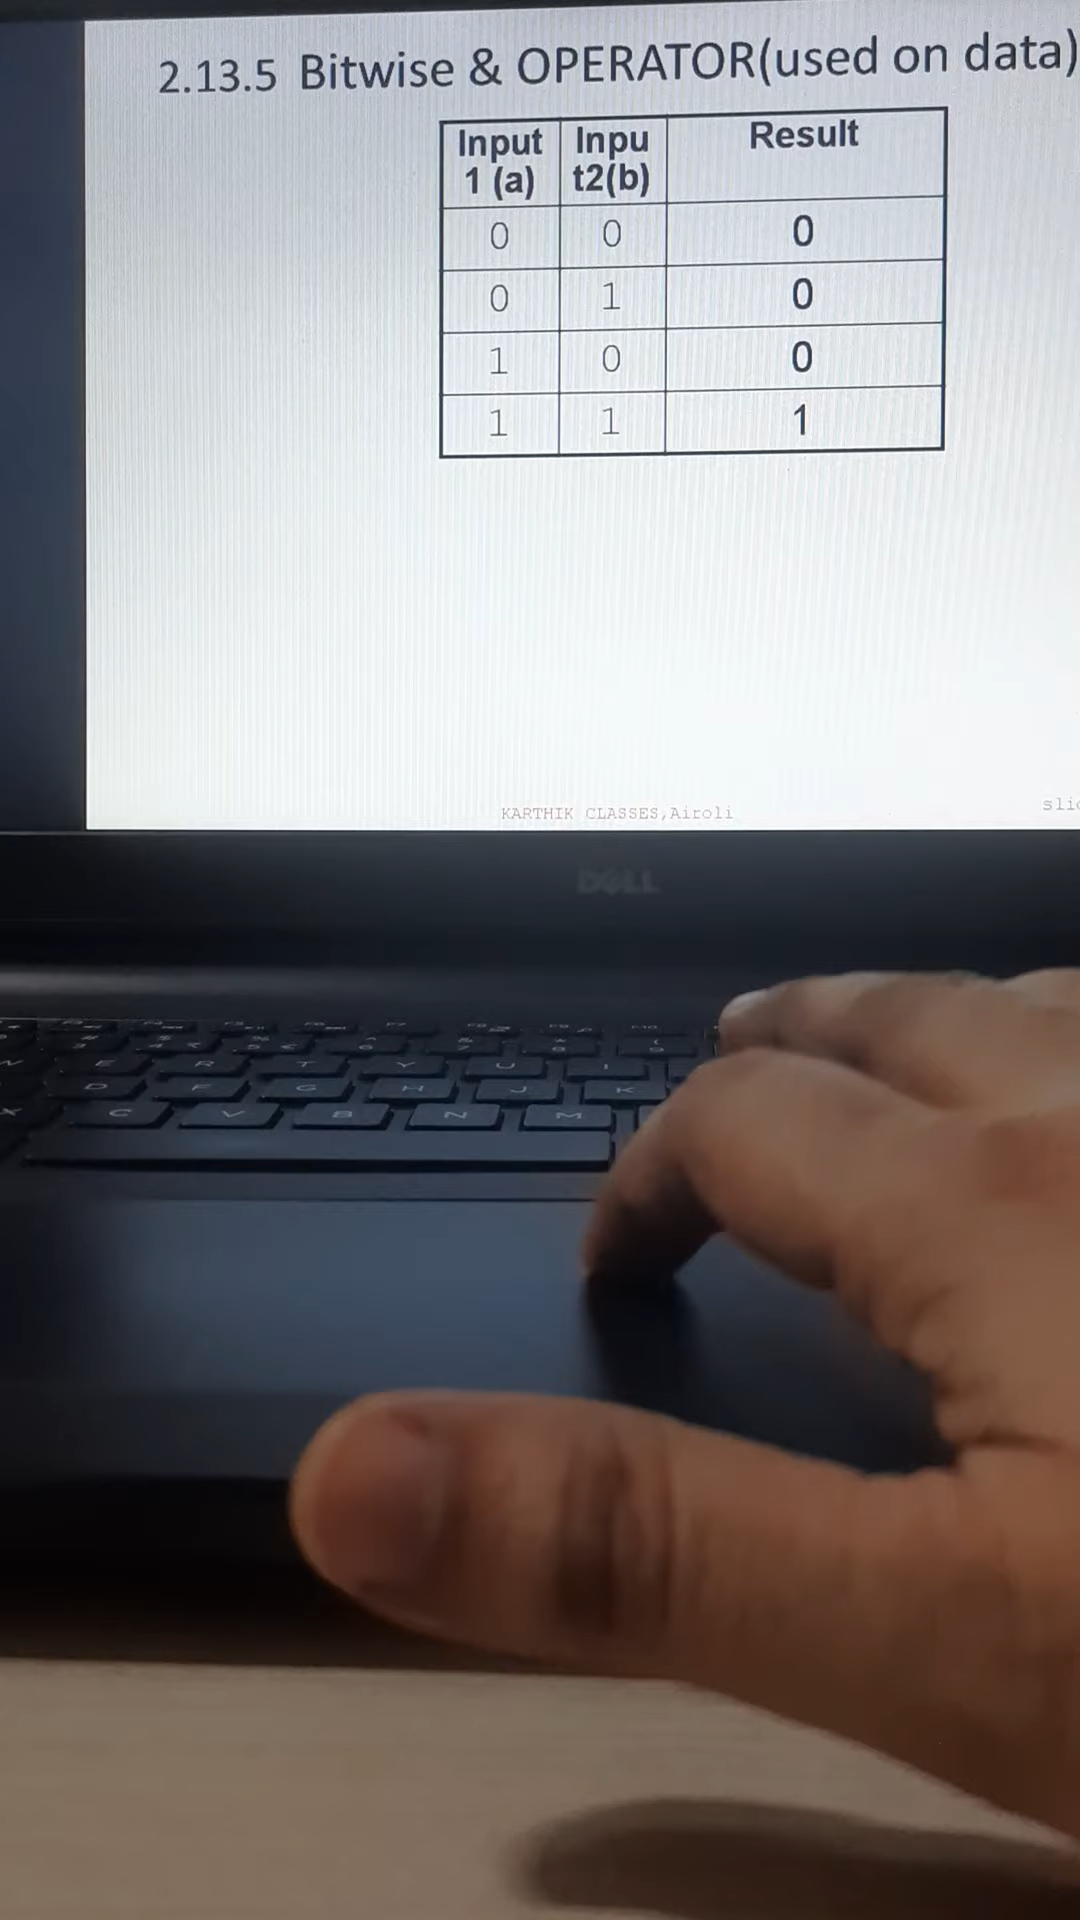 2.13.5 Bitwise & OPERATOR(used on data)
Input 1 (a) Inpu t2(b) Result
0 0 0
0 1 0
1 0 0
1 1 1
KARTHIK CLASSES,Airoli
DELL
E R T Y U I
D F G H J K
X C V B N M